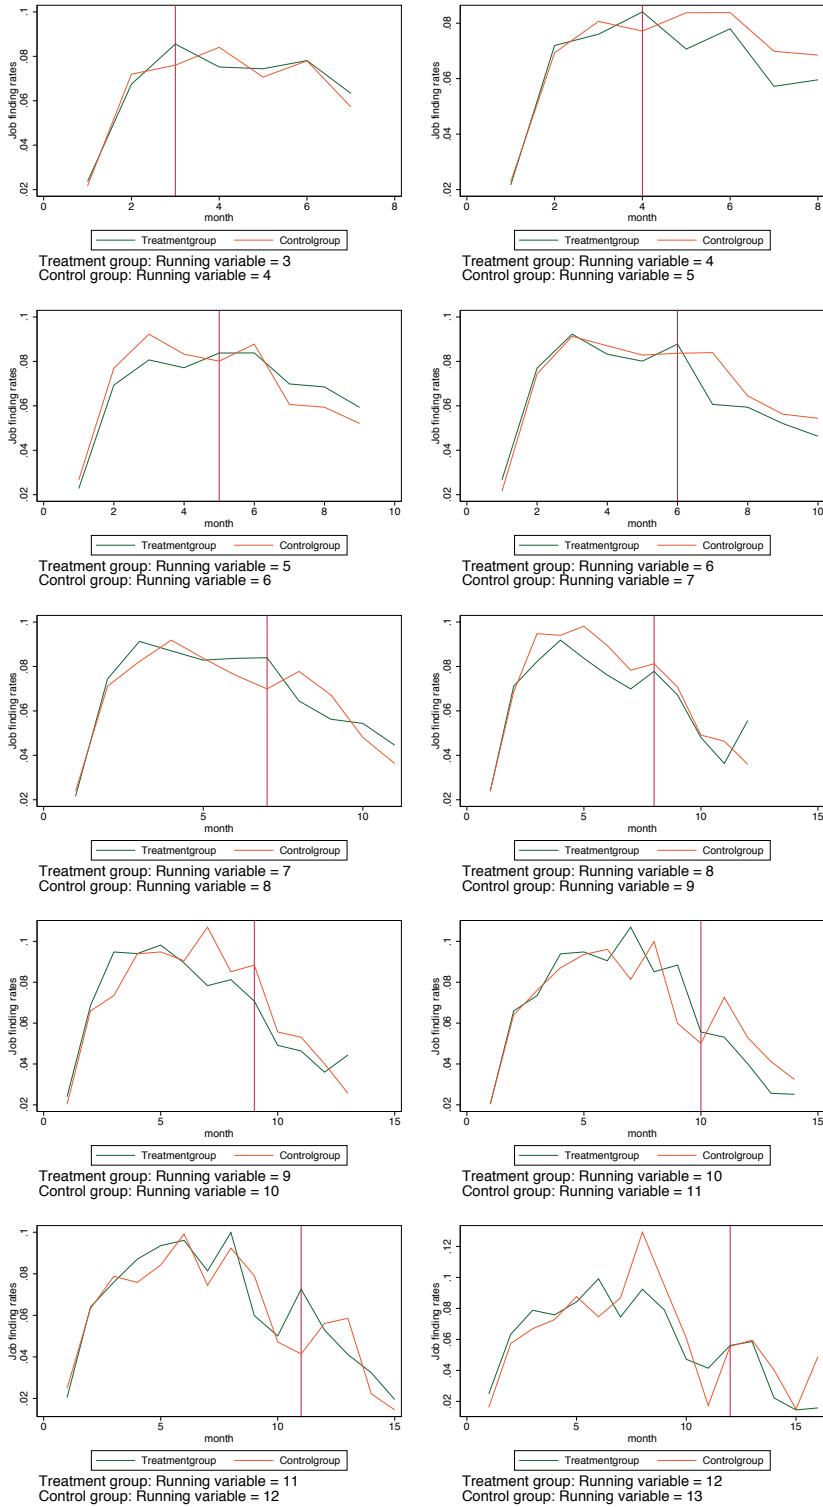 .1
.08
.06
.04
.02
Job finding rates
0 2 4 6 8
month
Treatmentgroup Controlgroup
Treatment group: Running variable = 3
Control group: Running variable = 4
.08
.06
.04
.02
Job finding rates
0 2 4 6 8
month
Treatmentgroup Controlgroup
Treatment group: Running variable = 4
Control group: Running variable = 5
.1
.08
.06
.04
.02
Job finding rates
0 2 4 6 8 10
month
Treatmentgroup Controlgroup
Treatment group: Running variable = 5
Control group: Running variable = 6
.1
.08
.06
.04
.02
Job finding rates
0 2 4 6 8 10
month
Treatmentgroup Controlgroup
Treatment group: Running variable = 6
Control group: Running variable = 7
.1
.08
.06
.04
.02
Job finding rates
0 5 10
month
Treatmentgroup Controlgroup
Treatment group: Running variable = 7
Control group: Running variable = 8
.1
.08
.06
.04
.02
Job finding rates
0 5 10 15
month
Treatmentgroup Controlgroup
Treatment group: Running variable = 8
Control group: Running variable = 9
.1
.08
.06
.04
.02
Job finding rates
0 5 10 15
month
Treatmentgroup Controlgroup
Treatment group: Running variable = 9
Control group: Running variable = 10
.1
.08
.06
.04
.02
Job finding rates
0 5 10 15
month
Treatmentgroup Controlgroup
Treatment group: Running variable = 10
Control group: Running variable = 11
.1
.08
.06
.04
.02
Job finding rates
0 5 10 15
month
Treatmentgroup Controlgroup
Treatment group: Running variable = 11
Control group: Running variable = 12
.12
.1
.08
.06
.04
.02
Job finding rates
0 5 10 15
month
Treatmentgroup Controlgroup
Treatment group: Running variable = 12
Control group: Running variable = 13